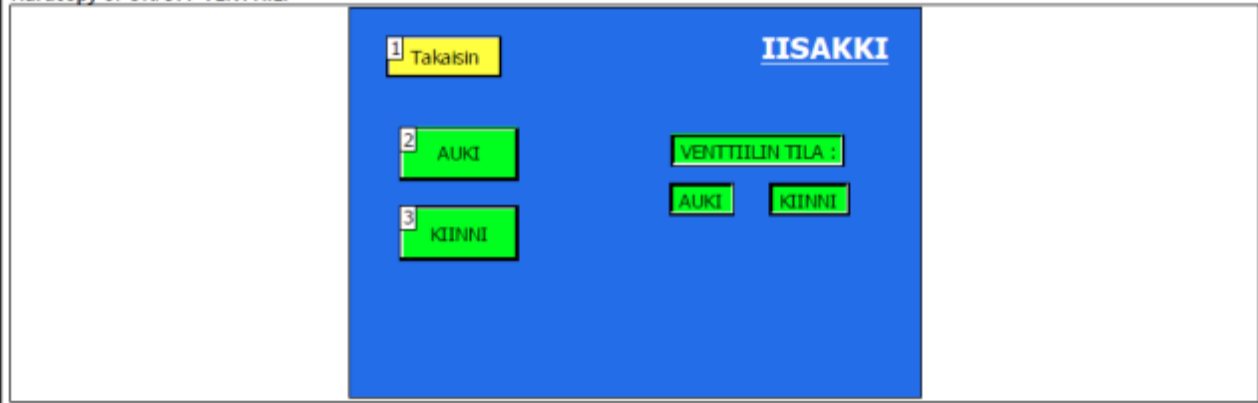 1 Takaisin
IISAKKI
2 AUKI
VENTTIILIN TILA :
AUKI KIINNI
3 KIINNI